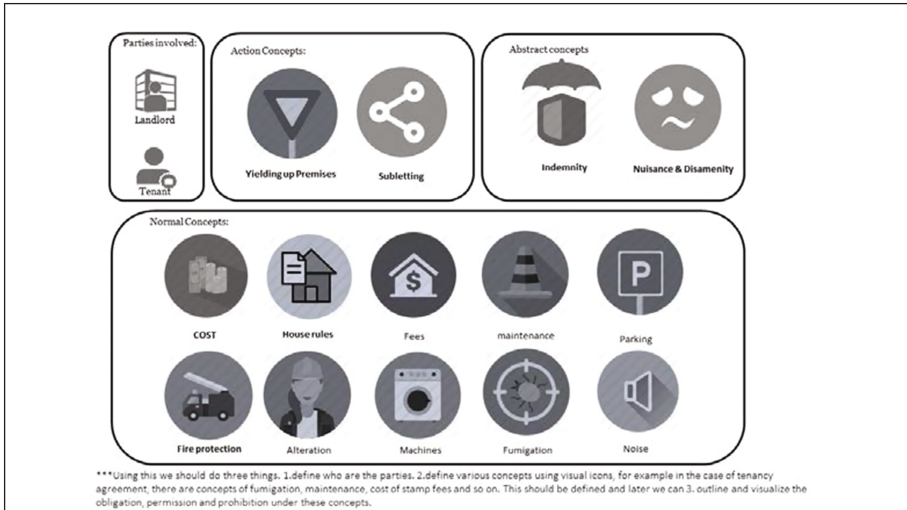 Parties involved:
Landlord
Tenant
Action Concepts:
Yielding up Premises
Subletting
Abstract concepts
Indemnity
Nuisance & Disamenity
Normal Concepts:
COST
House rules
$
Fees
maintenance
P
Parking
Fire protection
Alteration
Machines
Fumigation
Noise
***Using this we should do three things. 1.define who are the parties. 2.define various concepts using visual icons, for example in the case of tenancy
agreement, there are concepts of fumigation, maintenance, cost of stamp fees and so on. This should be defined and later we can 3. outline and visualize the
obligation, permission and prohibition under these concepts.